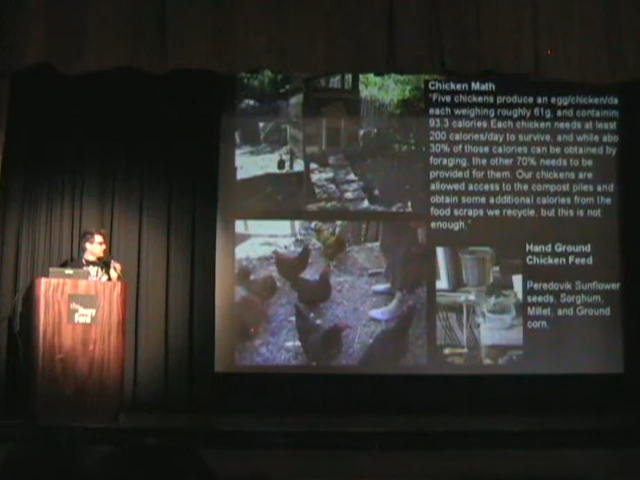 Chicken Math
"Five chickens produce an egg/chicken/da
each weighing roughly 61g, and containin
93.3 calories.Each chicken needs at least
200 calories/day to survive, and while abo
30% of those calories can be obtained by
foraging, the other 70% needs to be
provided for them. Our chickens are
allowed access to the compost piles and
obtain some additional calories from the
food scraps we recycle, but this is not
enough."
Hand Ground
Chicken Feed
Peredovik Sunflower
seeds, Sorghum,
Millet, and Ground
corn.
the
Ford